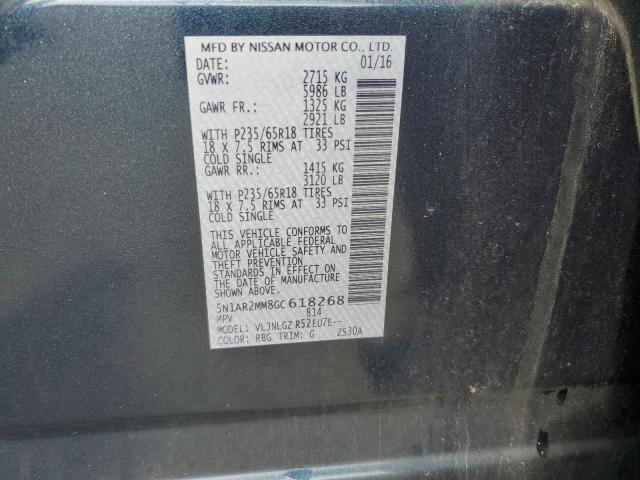 MFD BY NISSAN MOTOR CO., LTD.
DATE: 01/16
GVWR: 2715 KG
5986 LB
GAWR FR.: 1325 KG
2921 LB
WITH P235/65R18 TIRES
18 X 7.5 RIMS AT 33 PSI
COLD SINGLE
GAWR RR.: 1415 KG
3120 LB
WITH P235/65R18 TIRES
18 X 7.5 RIMS AT 33 PSI
COLD SINGLE
THIS VEHICLE CONFORMS TO
ALL APPLICABLE FEDERAL
MOTOR VEHICLE SAFETY AND
THEFT PREVENTION
STANDARDS IN EFFECT ON
THE DATE OF MANUFACTURE
SHOWN ABOVE.
5N1AR2MM8GC618268
MPV 814
MODEL: VLJNLGZ R52EU7E--
COLOR: RBG TRIM: G ZS30A